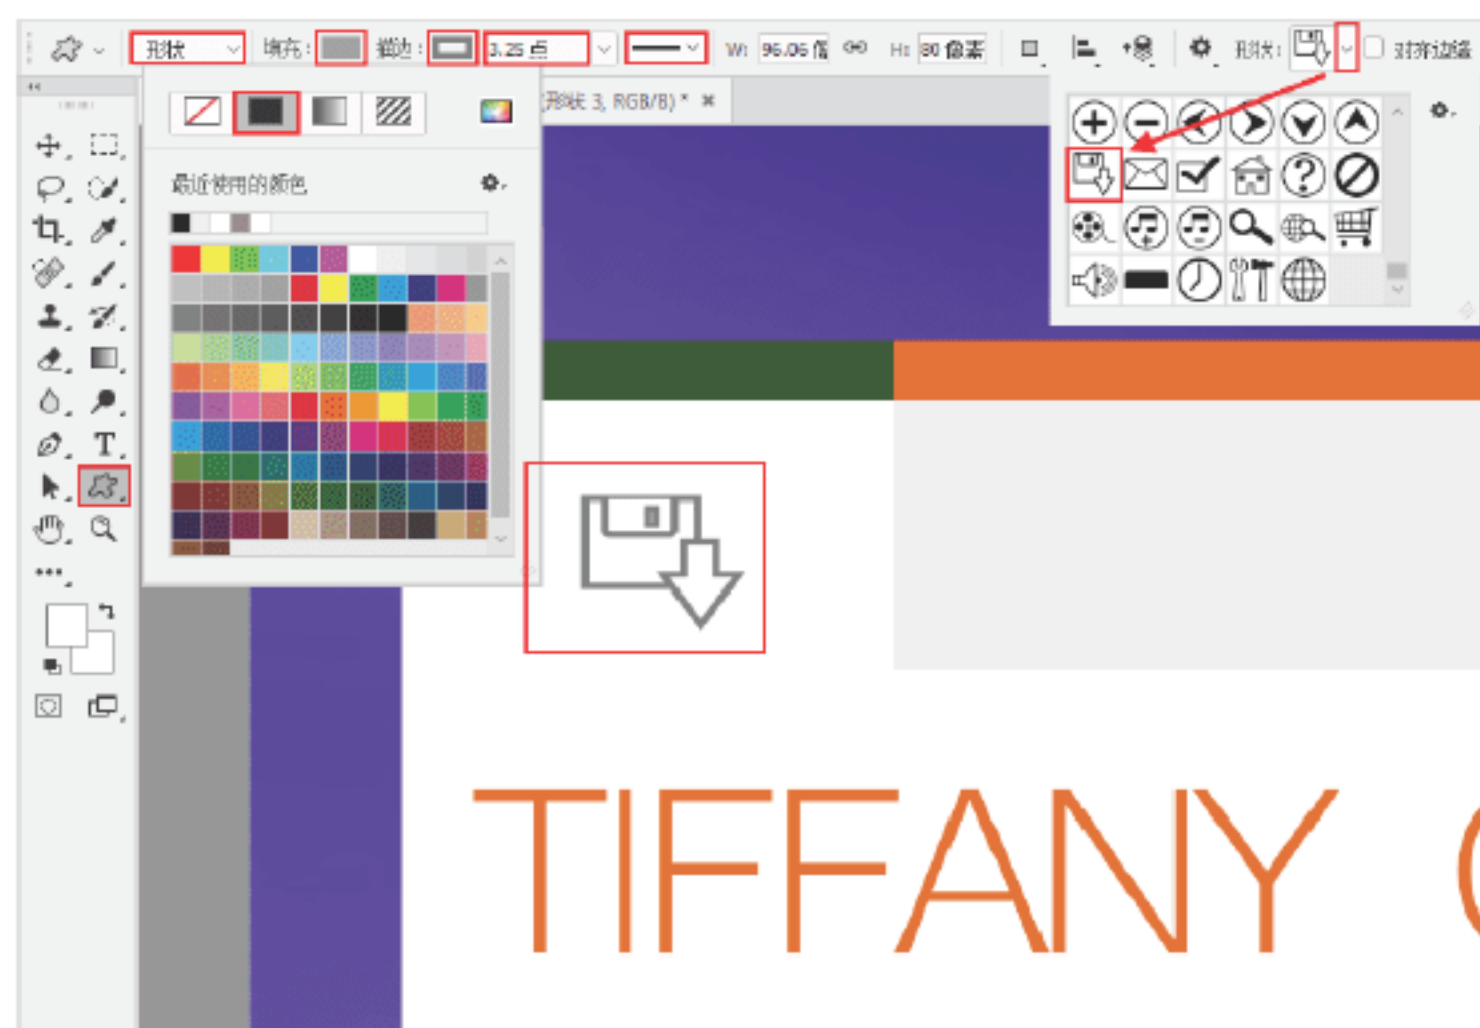 形状 填充: 描边: 3.25 点 W: 96.06 像 H: 80 像素 形状: 对齐边缘
(形状 3, RGB/8) *
最近使用的颜色
T
TIFFANY